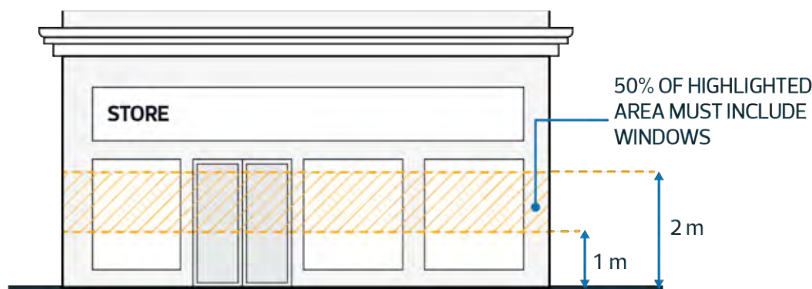 50% OF HIGHLIGHTED
AREA MUST INCLUDE
WINDOWS
STORE
2 m
1 m